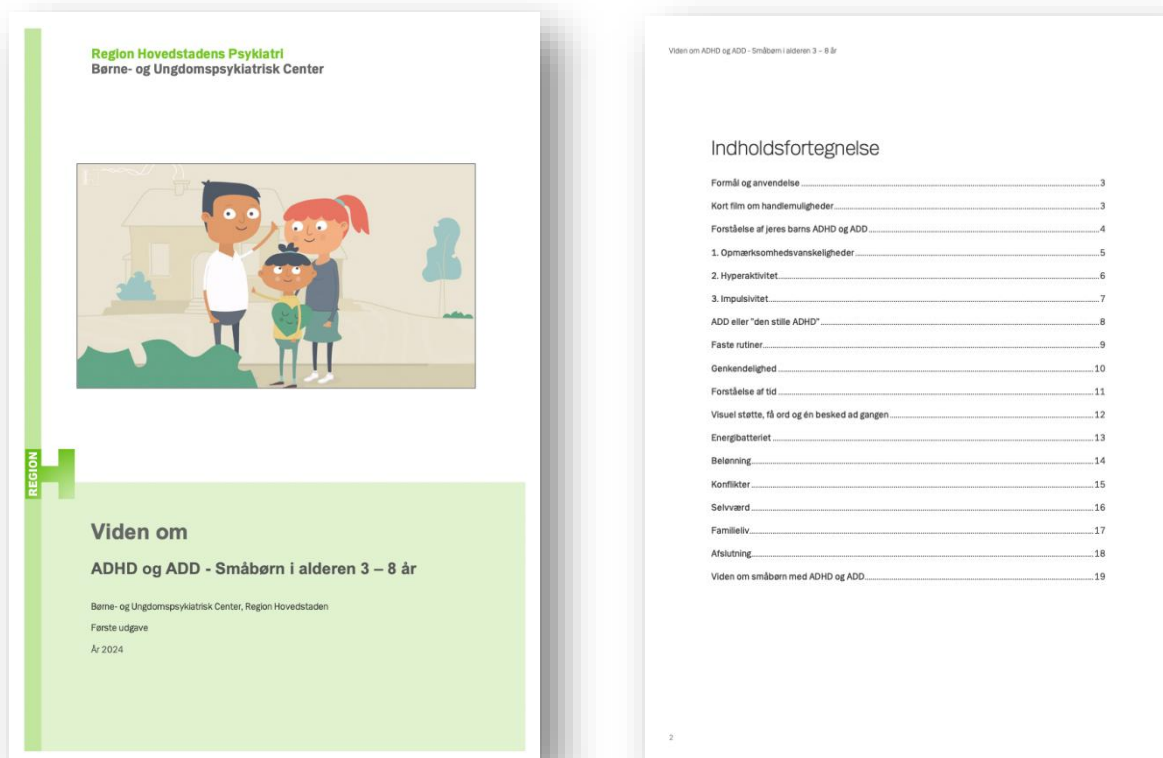 Region Hovedstadens Psykiatri
Børne- og Ungdomspsykiatrisk Center
REGION
Viden om
ADHD og ADD - Småbørn i alderen 3 – 8 år
Børne- og Ungdomspsykiatrisk Center, Region Hovedstaden
Første udgave
År 2024
Viden om ADHD og ADD - Småbørn i alderen 3 – 8 år
Indholdsfortegnelse
Formål og anvendelse 3
Kort film om handlemuligheder 3
Forståelse af jeres barns ADHD og ADD 4
1. Opmærksomhedsvanskeligheder 5
2. Hyperaktivitet 6
3. Impulsivitet 7
ADD eller "den stille ADHD" 8
Faste rutiner 9
Genkendelighed 10
Forståelse af tid 11
Visuel støtte, få ord og én besked ad gangen 12
Energibatteriet 13
Belønning 14
Konflikter 15
Selvværd 16
Familieliv 17
Afslutning 18
Viden om småbørn med ADHD og ADD 19
2